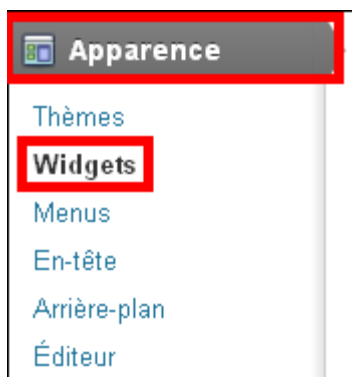 Apparence
Thèmes
Widgets
Menus
En-tête
Arrière-plan
Éditeur